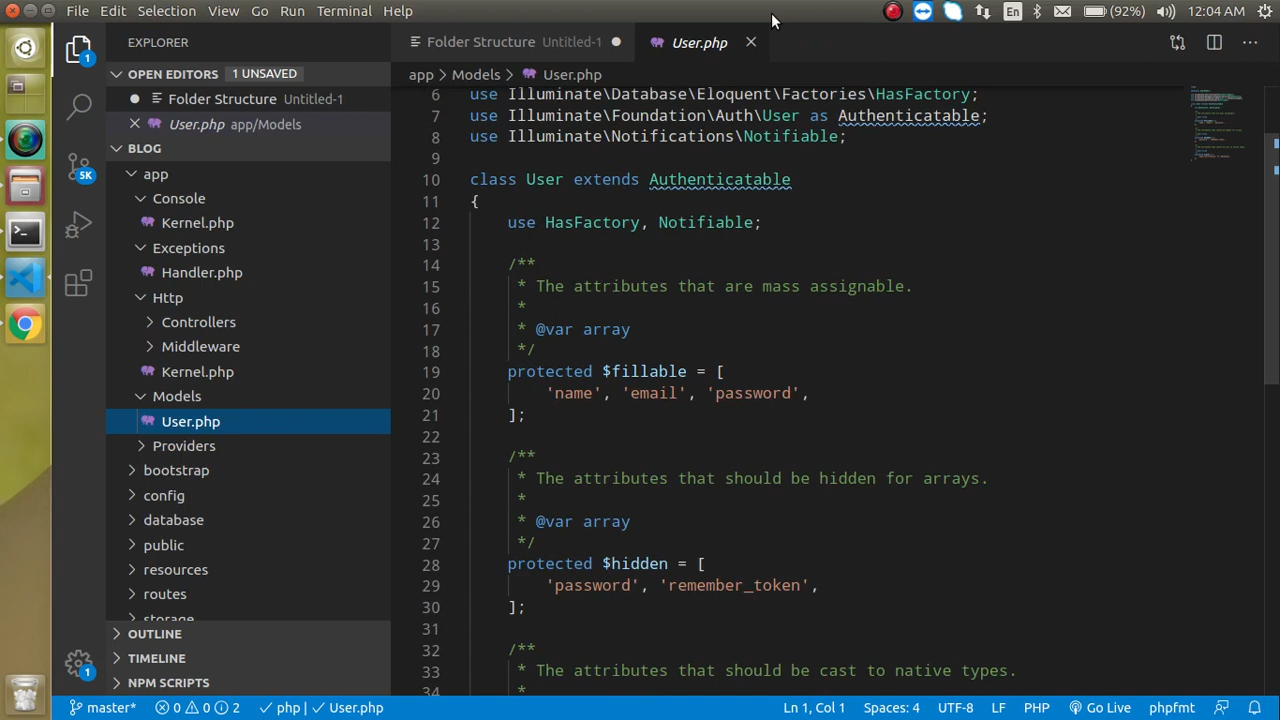 File Edit Selection View Go Run Terminal Help
En (92%) 12:04 AM
EXPLORER
1
OPEN EDITORS 1 UNSAVED
Folder Structure Untitled-1
User.php app/Models
BLOG
5K
app
Console
Kernel.php
Exceptions
Handler.php
Http
Controllers
Middleware
Kernel.php
Models
User.php
Providers
bootstrap
config
database
public
resources
routes
storage
OUTLINE
TIMELINE
NPM SCRIPTS
1
Folder Structure Untitled-1
User.php
app > Models > User.php
6 use Illuminate\Database\Eloquent\Factories\HasFactory;
7 use Illuminate\Foundation\Auth\User as Authenticatable;
8 use Illuminate\Notifications\Notifiable;
9
10 class User extends Authenticatable
11 {
12 use HasFactory, Notifiable;
13
14 /**
15 * The attributes that are mass assignable.
16 *
17 * @var array
18 */
19 protected $fillable = [
20 'name', 'email', 'password',
21 ];
22
23 /**
24 * The attributes that should be hidden for arrays.
25 *
26 * @var array
27 */
28 protected $hidden = [
29 'password', 'remember_token',
30 ];
31
32 /**
33 * The attributes that should be cast to native types.
34 *
master* 0 0 2 php | User.php Ln 1, Col 1 Spaces: 4 UTF-8 LF PHP Go Live phpfmt